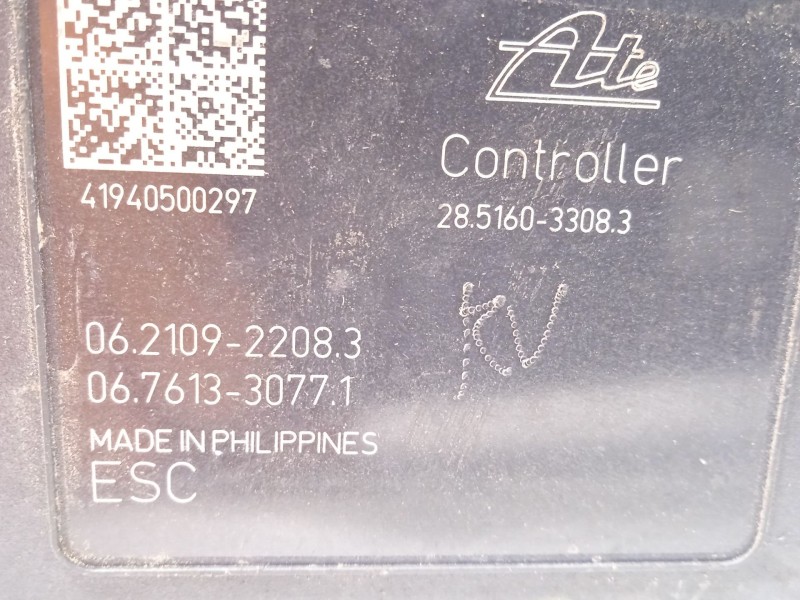 Ate
Controller
41940500297
28.5160-3308.3
KV
06.2109-2208.3
06.7613-3077.1
MADE IN PHILIPPINES
ESC